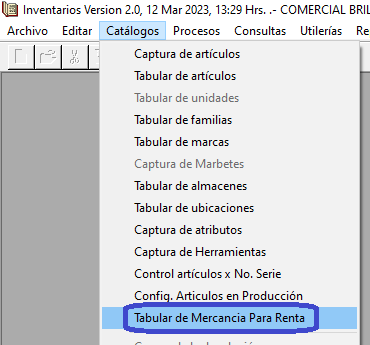 Inventarios Version 2.0, 12 Mar 2023, 13:29 Hrs. .- COMERCIAL BRIL
Archivo Editar Catálogos Procesos Consultas Utilerías R
Captura de artículos
Tabular de artículos
Tabular de unidades
Tabular de familias
Tabular de marcas
Captura de Marbetes
Tabular de almacenes
Tabular de ubicaciones
Captura de atributos
Captura de Herramientas
Control artículos x No. Serie
Config. Articulos en Producción
Tabular de Mercancia Para Renta